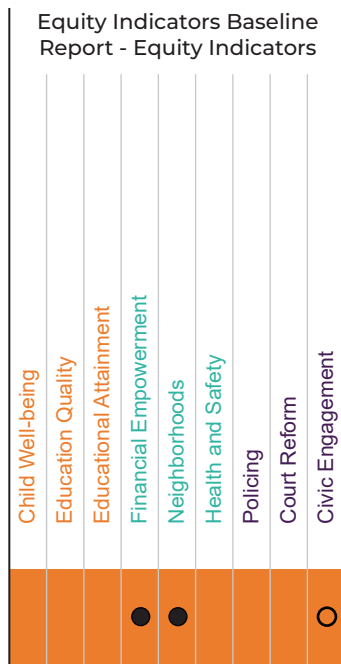 Equity Indicators Baseline
Report - Equity Indicators
Child Well-being
Education Quality
Educational Attainment
Financial Empowerment
Neighborhoods
Health and Safety
Policing
Court Reform
Civic Engagement